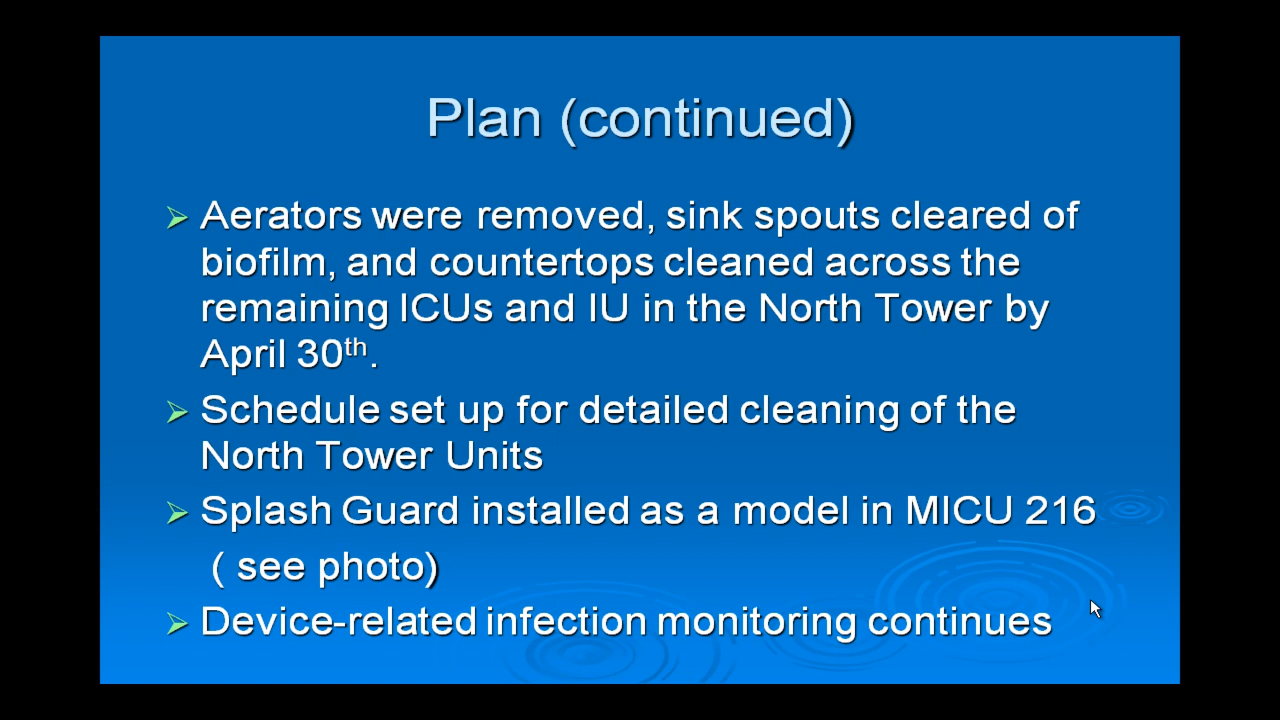 Plan (continued)
Aerators were removed, sink spouts cleared of
biofilm, and countertops cleaned across the
remaining ICUs and IU in the North Tower by
April 30th.
Schedule set up for detailed cleaning of the
North Tower Units
Splash Guard installed as a model in MICU 216
( see photo)
Device-related infection monitoring continues